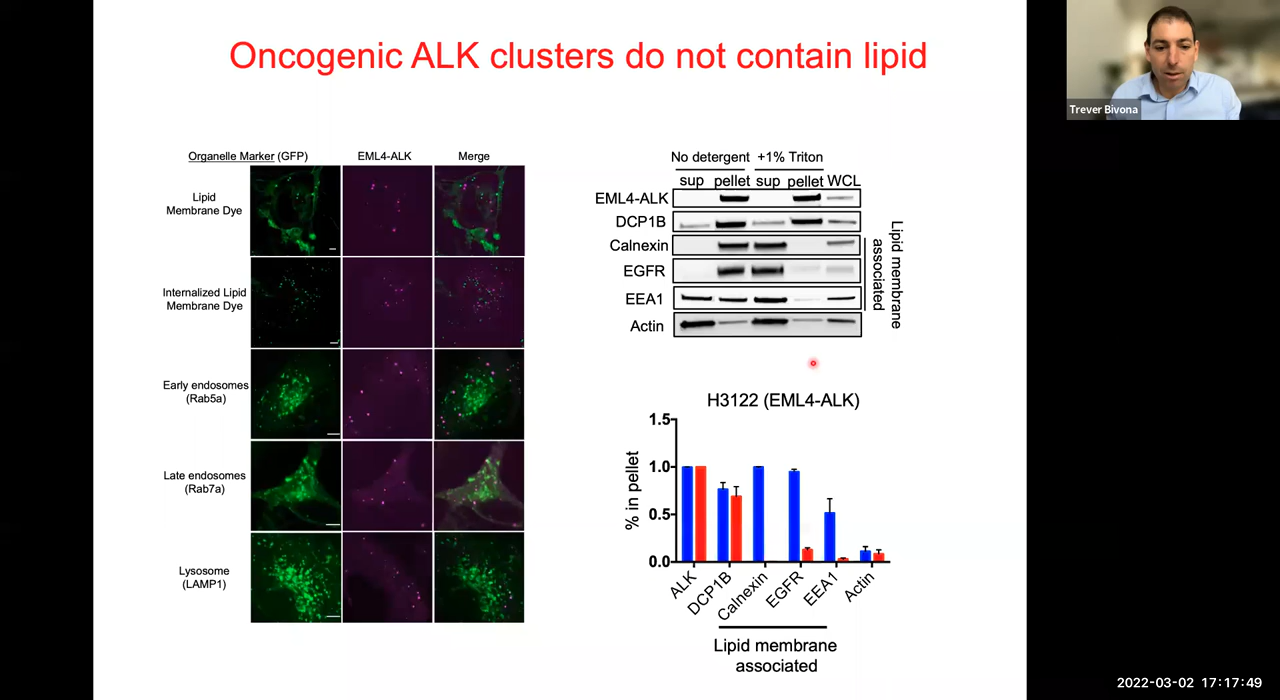 Oncogenic ALK clusters do not contain lipid
Trever Bivona
Organelle Marker (GFP) EML4-ALK Merge
Lipid
Membrane Dye
Internalized Lipid
Membrane Dye
Early endosomes
(Rab5a)
Late endosomes
(Rab7a)
Lysosome
(LAMP1)
No detergent +1% Triton
sup pellet sup pellet WCL
EML4-ALK
DCP1B
Calnexin
EGFR
EEA1
Actin
Lipid membrane
associated
H3122 (EML4-ALK)
% in pellet
1.5
1.0
0.5
0.0
ALK DCP1B Calnexin EGFR EEA1 Actin
Lipid membrane
associated
2022-03-02 17:17:49